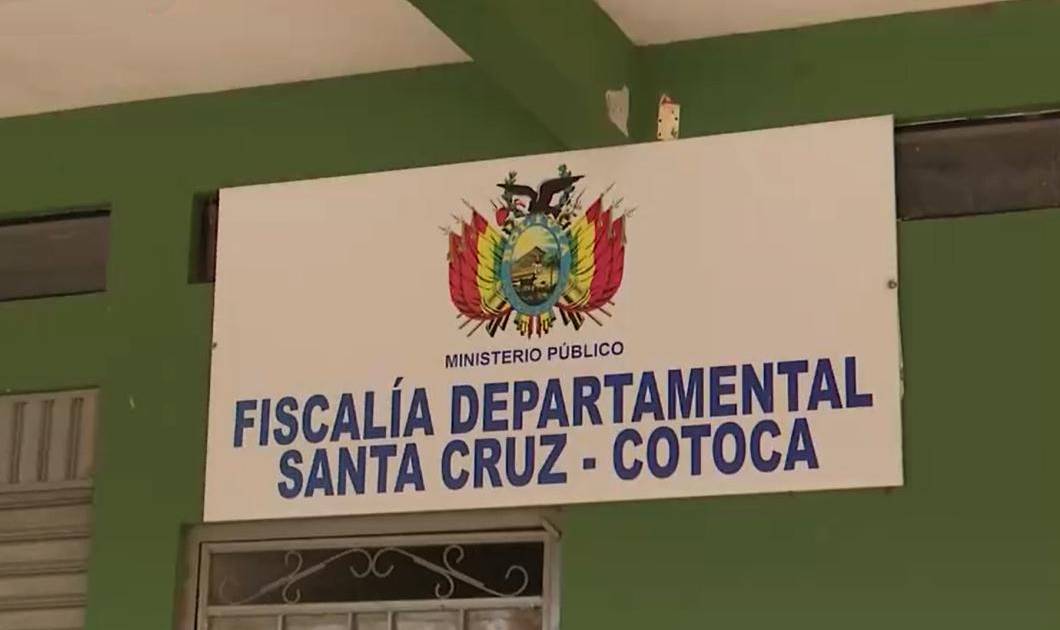 MINISTERIO PÚBLICO
FISCALÍA DEPARTAMENTAL
SANTA CRUZ - COTOCA